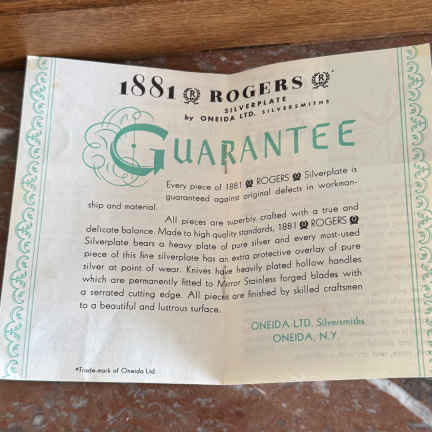 1881 ® ROGERS ®*
SILVERPLATE
by ONEIDA LTD. SILVERSMITHS
GUARANTEE
Every piece of 1881 ® ROGERS ® Silverplate is
guaranteed against original defects in workman-
ship and material.
All pieces are superbly crafted with a true and
delicate balance. Made to high quality standards, 1881 ® ROGERS ®
Silverplate bears a heavy plate of pure silver and every most-used
piece of this fine silverplate has an extra protective overlay of pure
silver at point of wear. Knives have heavily plated hollow handles
which are permanently fitted to Mirror Stainless forged blades with
a serrated cutting edge. All pieces are finished by skilled craftsmen
to a beautiful and lustrous surface.
ONEIDA LTD. Silversmiths
ONEIDA, N.Y.
*Trade-mark of Oneida Ltd.